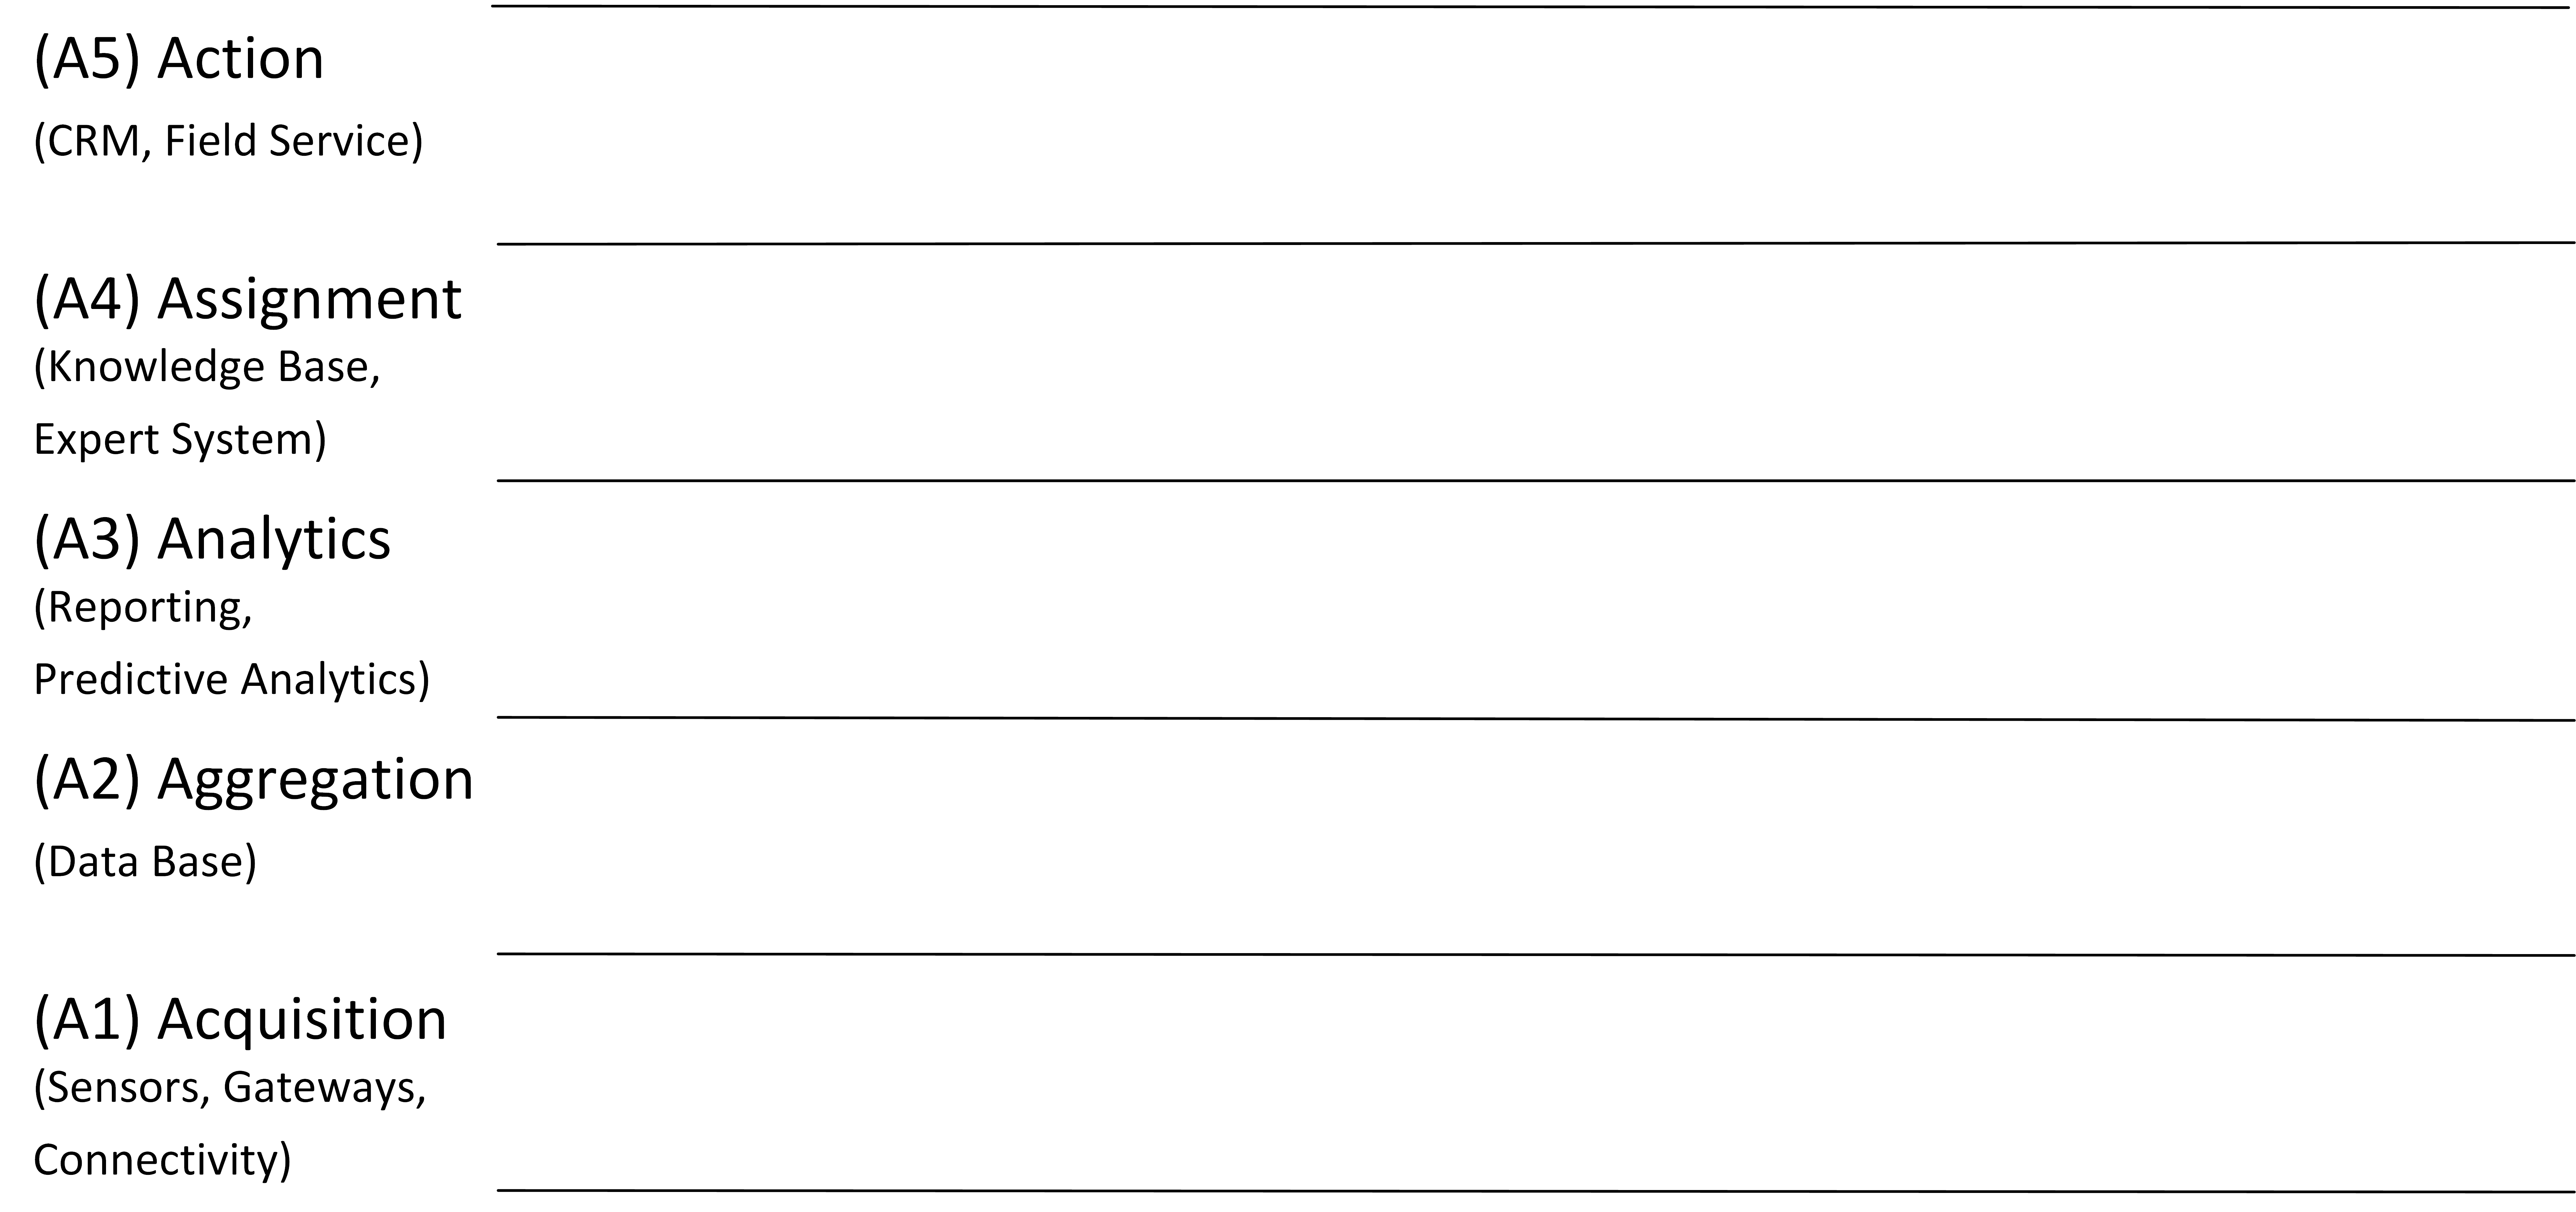 (A5) Action
(CRM, Field Service)
(A4) Assignment
(Knowledge Base,
Expert System)
(A3) Analytics
(Reporting,
Predictive Analytics)
(A2) Aggregation
(Data Base)
(A1) Acquisition
(Sensors, Gateways,
Connectivity)